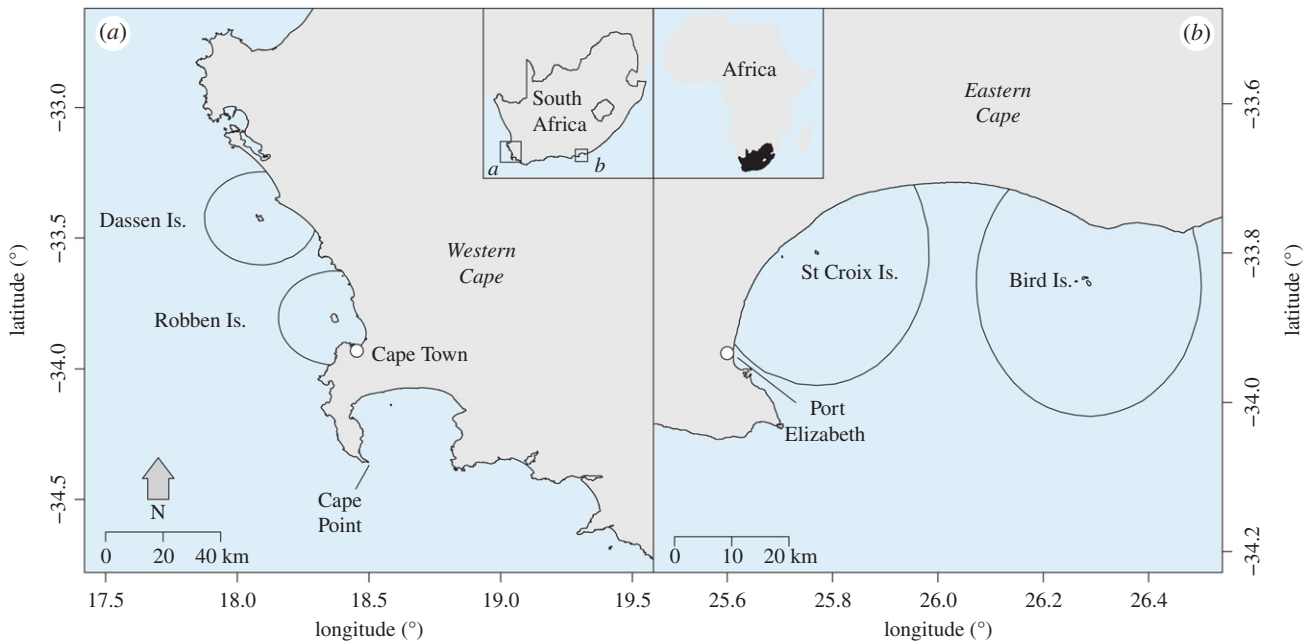 (a)
(b)
South
Africa
a
b
Africa
Eastern
Cape
Dassen Is.
Western
Cape
Robben Is.
Cape Town
Cape
Point
N
0 20 40 km
St Croix Is.
Bird Is.
Port
Elizabeth
0 10 20 km
latitude (°)
−33.0
−33.5
−34.0
−34.5
17.5 18.0 18.5 19.0 19.5
longitude (°)
25.6 25.8 26.0 26.2 26.4
longitude (°)
−33.6
−33.8
−34.0
−34.2
latitude (°)